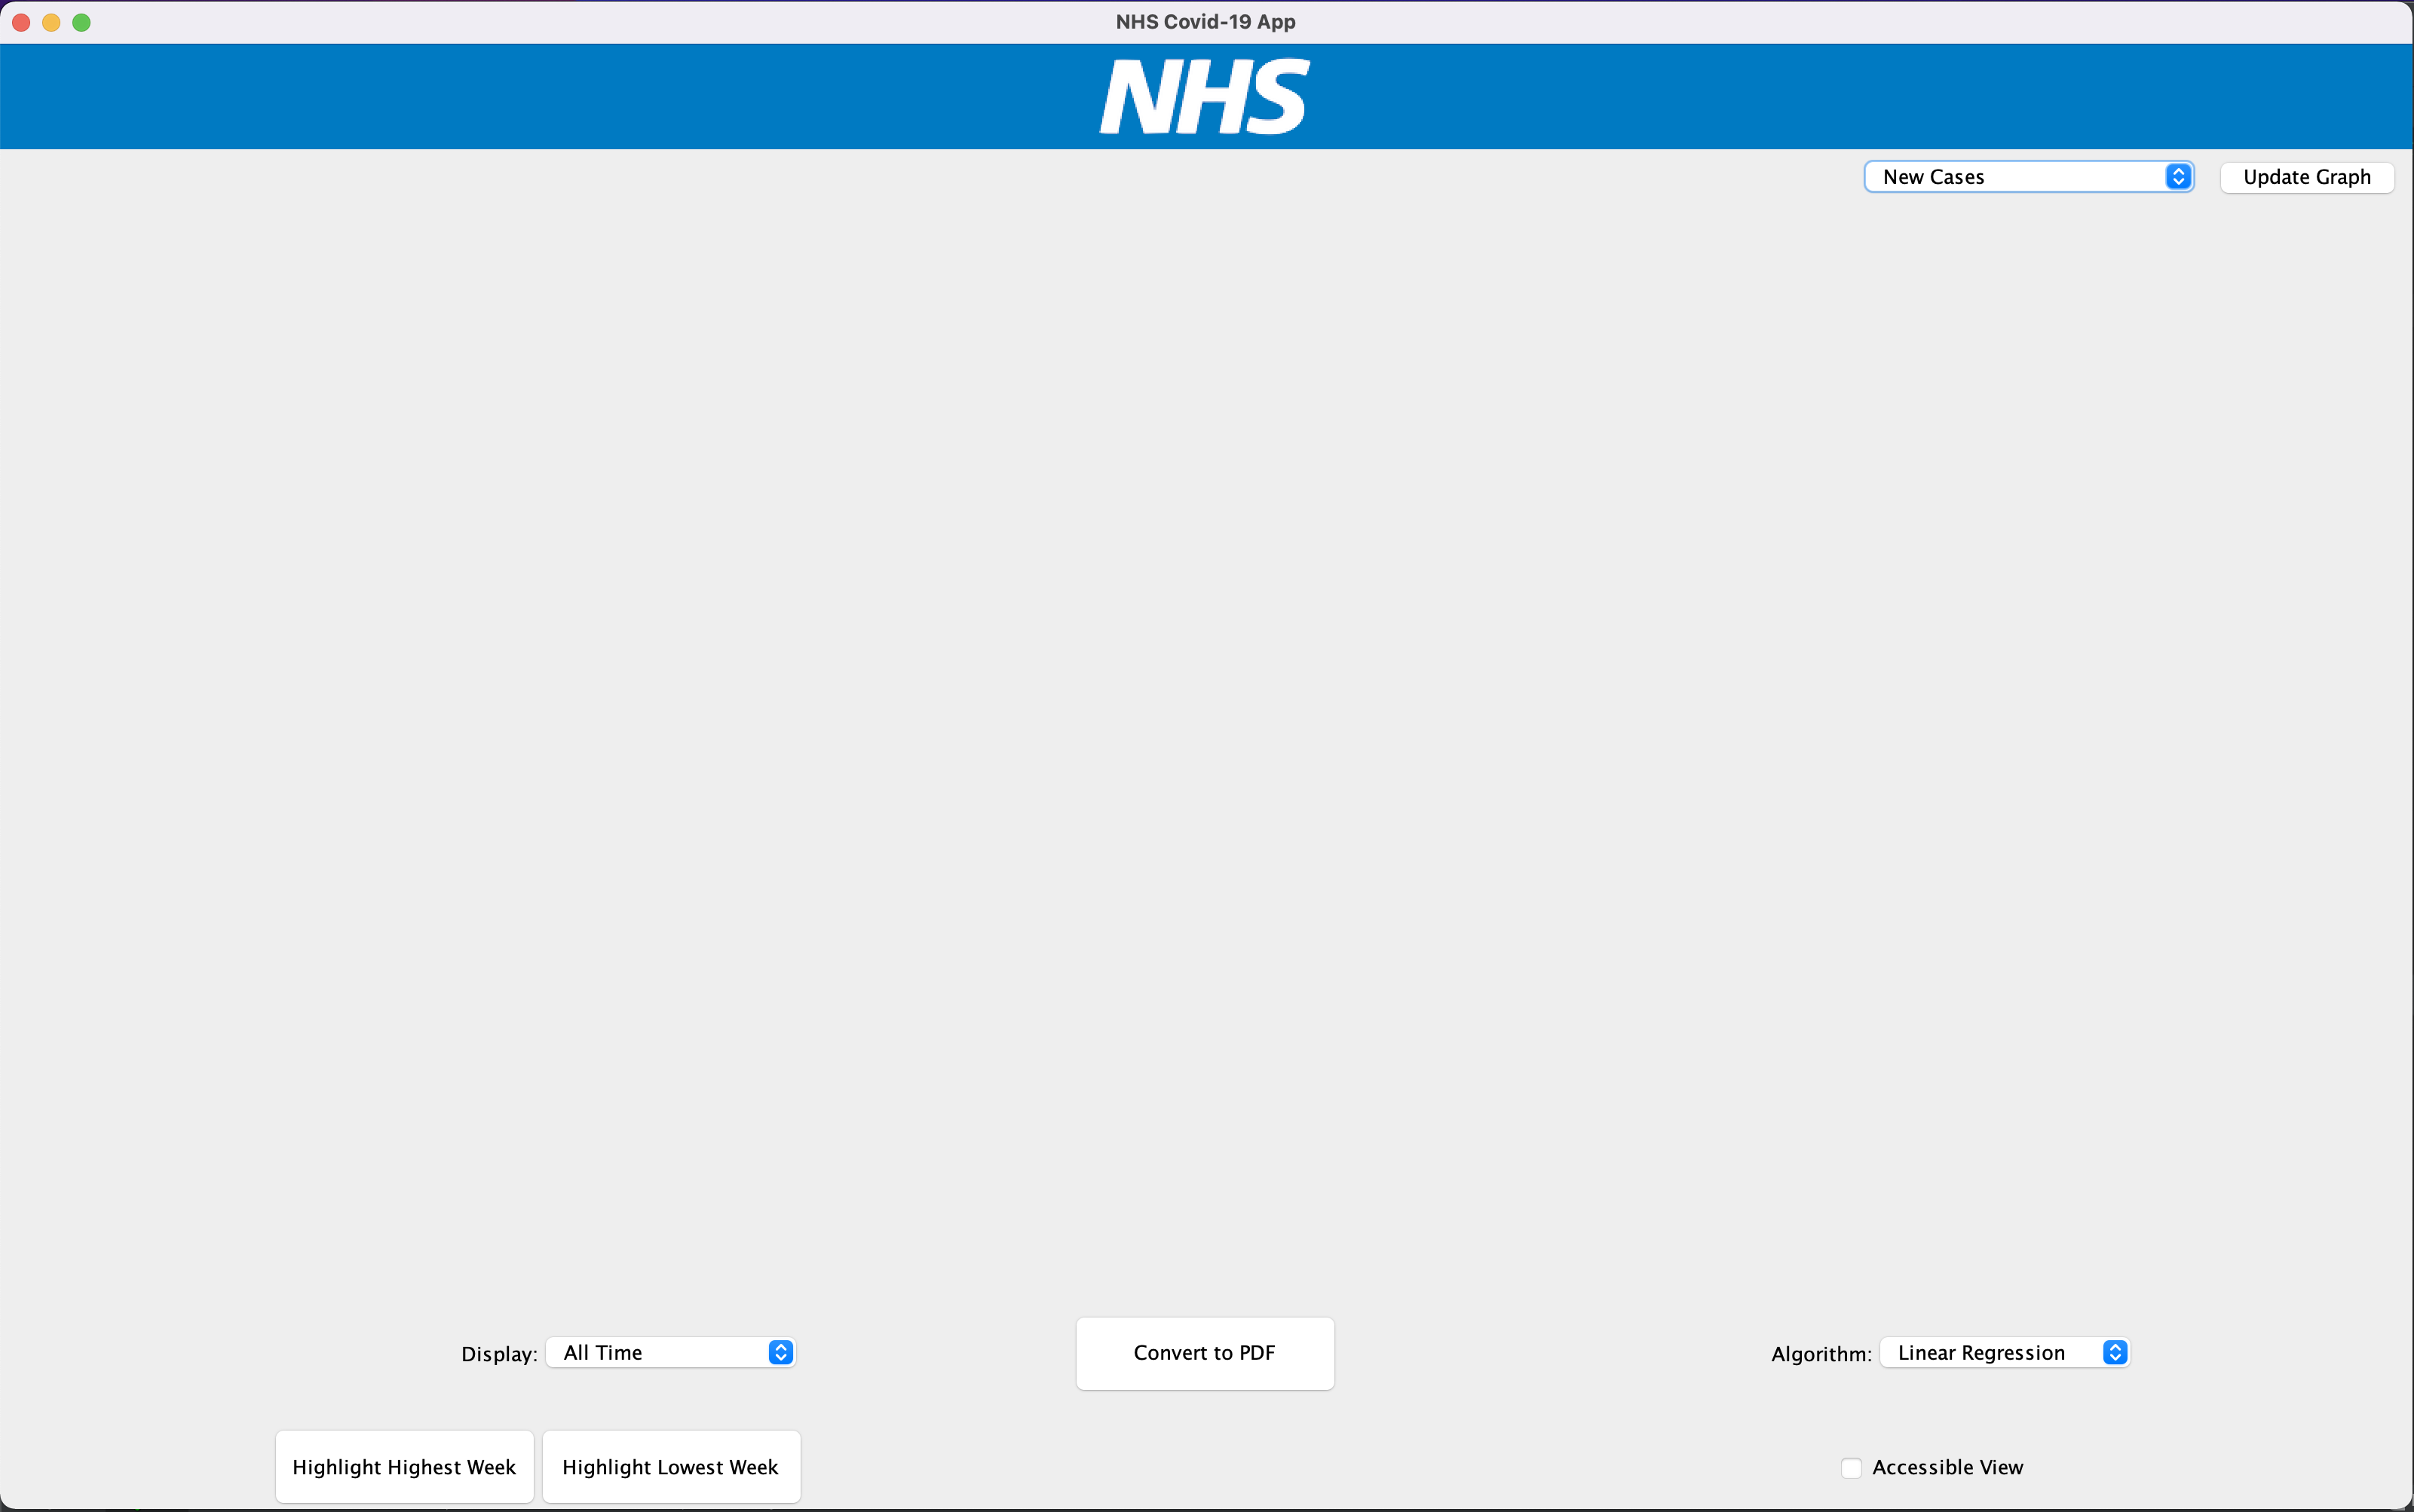 NHS Covid-19 App
NHS
New Cases
Update Graph
Display: All Time
Convert to PDF
Algorithm: Linear Regression
Highlight Highest Week
Highlight Lowest Week
Accessible View